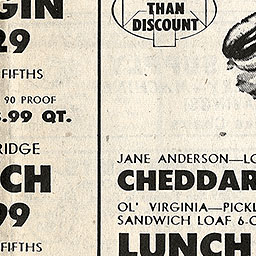 GIN
29
FIFTHS
90 PROOF
.99 QT.
RIDGE
CH
99
FIFTHS
THAN
DISCOUNT
JANE ANDERSON—LO
CHEDDAR
OL' VIRGINIA—PICKL
SANDWICH LOAF 6-O
LUNCH